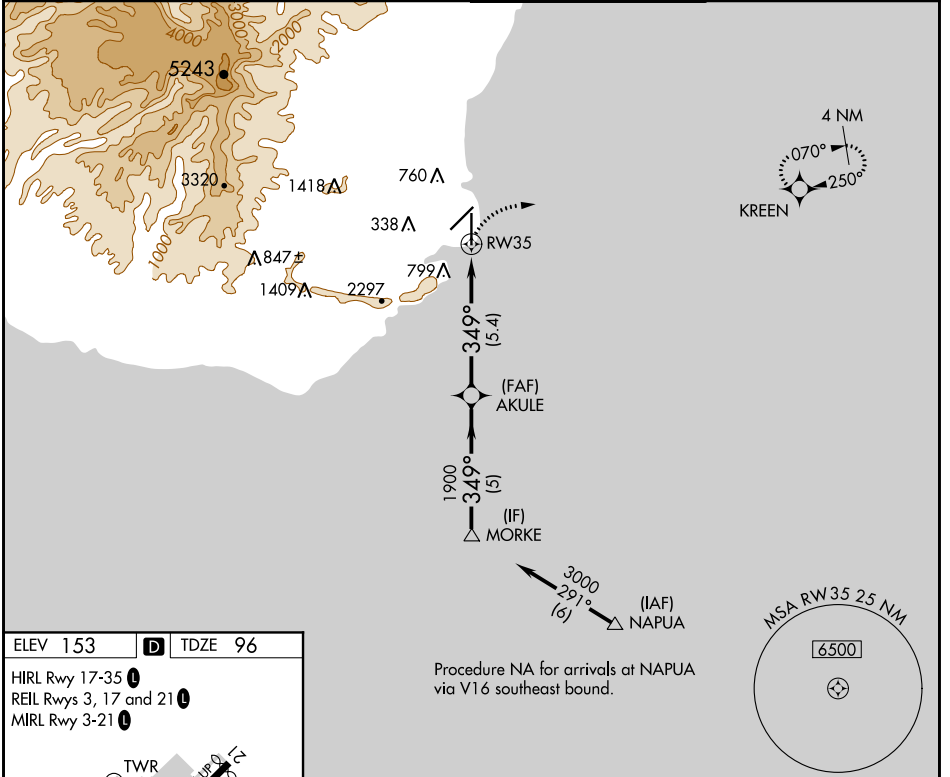 4000
3000
2000
5243
4 NM
070°
250°
KREEN
3320
1418
760
338
RW35
1000
847±
799
1409
2297
349°
(5.4)
(FAF)
AKULE
1900
349°
(5)
(IF)
MORKE
3000
291°
(6)
(IAF)
NAPUA
MSA RW35 25 NM
6500
Procedure NA for arrivals at NAPUA
via V16 southeast bound.
ELEV 153 D TDZE 96
HIRL Rwy 17-35 L
REIL Rwys 3, 17 and 21 L
MIRL Rwy 3-21 L
TWR
UP
21